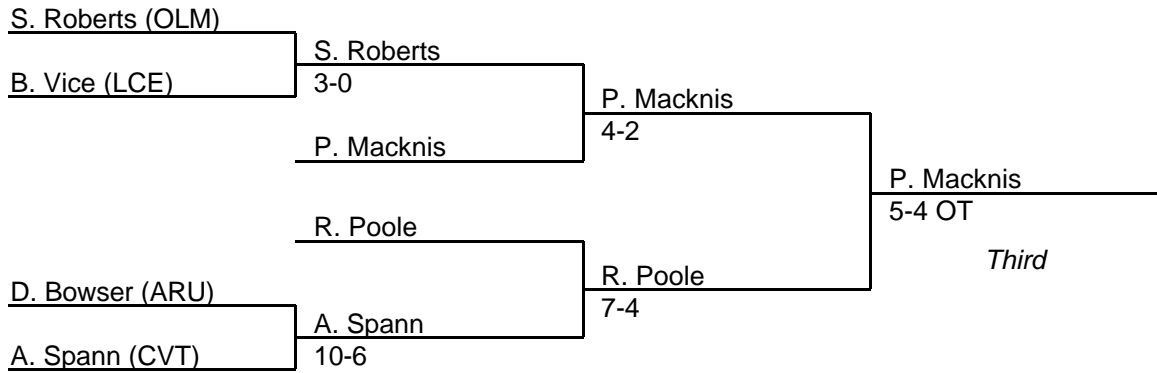 S. Roberts (OLM)
S. Roberts
B. Vice (LCE)
3-0
P. Macknis
4-2
P. Macknis
P. Macknis
5-4 OT
R. Poole
Third
D. Bowser (ARU)
R. Poole
7-4
A. Spann
A. Spann (CVT)
10-6